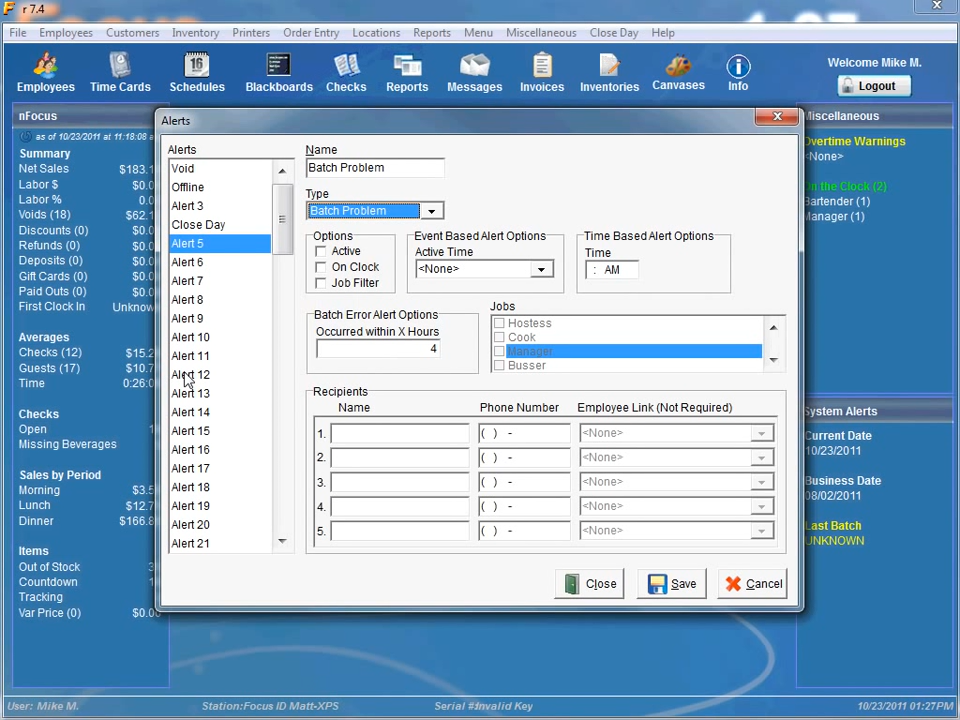 r 7.4
File Employees Customers Inventory Printers Order Entry Locations Reports Menu Miscellaneous Close Day Help
Employees Time Cards Schedules Blackboards Checks Reports Messages Invoices Inventories Canvases Info
16
Welcome Mike M.
Logout
nFocus
as of 10/23/2011 at 11:18:08
Summary
Net Sales $183.1
Labor $ $0.0
Labor % 0.0
Voids (18) $62.1
Discounts (0) $0.0
Refunds (0) $0.0
Deposits (0) $0.0
Gift Cards (0) $0.0
Paid Outs (0) $0.0
First Clock In Unknow
Averages
Checks (12) $15.2
Guests (17) $10.7
Time 0:26:0
Checks
Open 1
Missing Beverages
Sales by Period
Morning $3.5
Lunch $12.7
Dinner $166.8
Items
Out of Stock 3
Countdown 1
Tracking
Var Price (0) $0.00
Alerts
Alerts
Void
Offline
Alert 3
Close Day
Alert 5
Alert 6
Alert 7
Alert 8
Alert 9
Alert 10
Alert 11
Alert 12
Alert 13
Alert 14
Alert 15
Alert 16
Alert 17
Alert 18
Alert 19
Alert 20
Alert 21
Name
Batch Problem
Type
Batch Problem
Options
Active
On Clock
Job Filter
Event Based Alert Options
Active Time
<None>
Time Based Alert Options
Time
: AM
Batch Error Alert Options
Occurred within X Hours
4
Jobs
Hostess
Cook
Manager
Busser
Recipients
Name Phone Number Employee Link (Not Required)
1. ( ) - <None>
2. ( ) - <None>
3. ( ) - <None>
4. ( ) - <None>
5. ( ) - <None>
Close Save Cancel
Miscellaneous
Overtime Warnings
<None>
On the Clock (2)
Bartender (1)
Manager (1)
System Alerts
Current Date
10/23/2011
Business Date
08/02/2011
Last Batch
UNKNOWN
User: Mike M. Station:Focus ID Matt-XPS Serial #:Invalid Key 10/23/2011 01:27PM